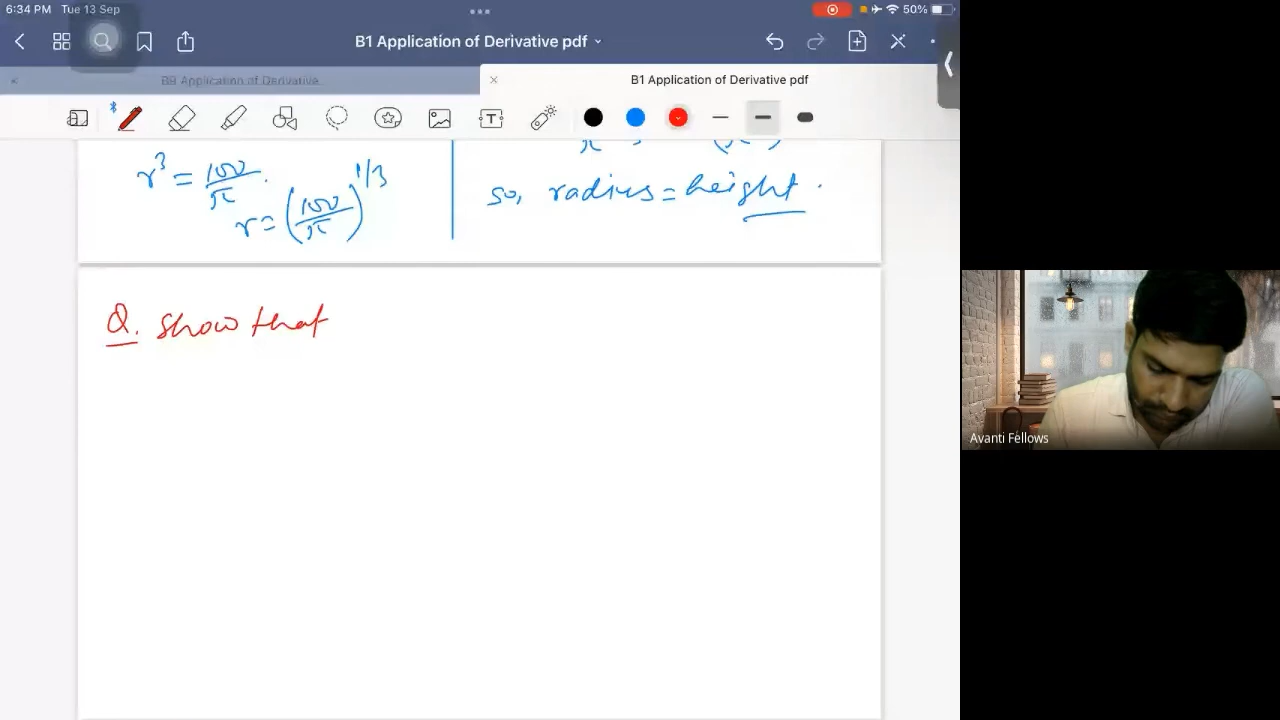 6:34 PM Tue 13 Sep
50%
B1 Application of Derivative pdf
B9 Application of Derivative
B1 Application of Derivative pdf
r³ = 100/π.
r = (100/π)^1/3
so, radius = height.
Q. Show that
Avanti Fellows